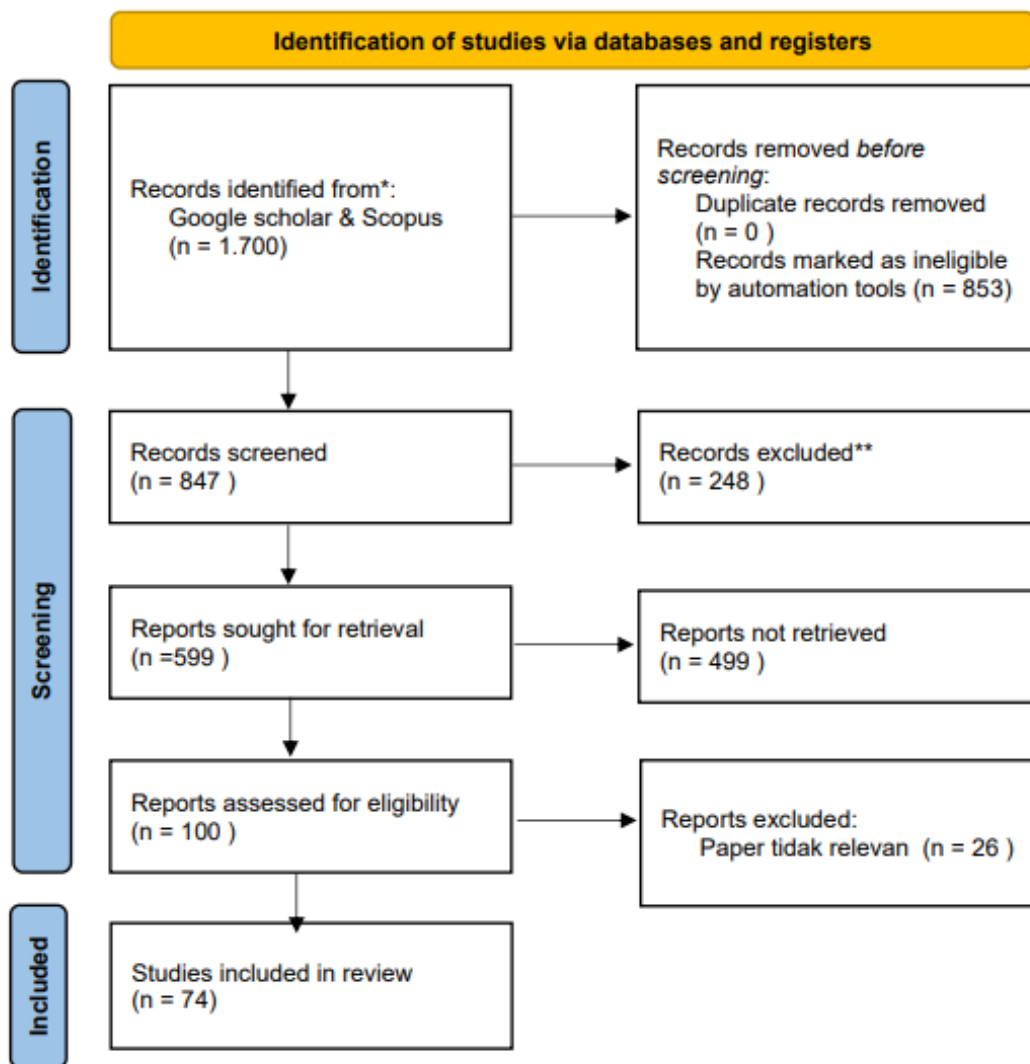 Identification of studies via databases and registers
Identification
Records identified from*:
Google scholar & Scopus
(n = 1.700)
Records removed before
screening:
Duplicate records removed
(n = 0 )
Records marked as ineligible
by automation tools (n = 853)
Screening
Records screened
(n = 847 )
Records excluded**
(n = 248 )
Reports sought for retrieval
(n =599 )
Reports not retrieved
(n = 499 )
Reports assessed for eligibility
(n = 100 )
Reports excluded:
Paper tidak relevan (n = 26 )
Included
Studies included in review
(n = 74)